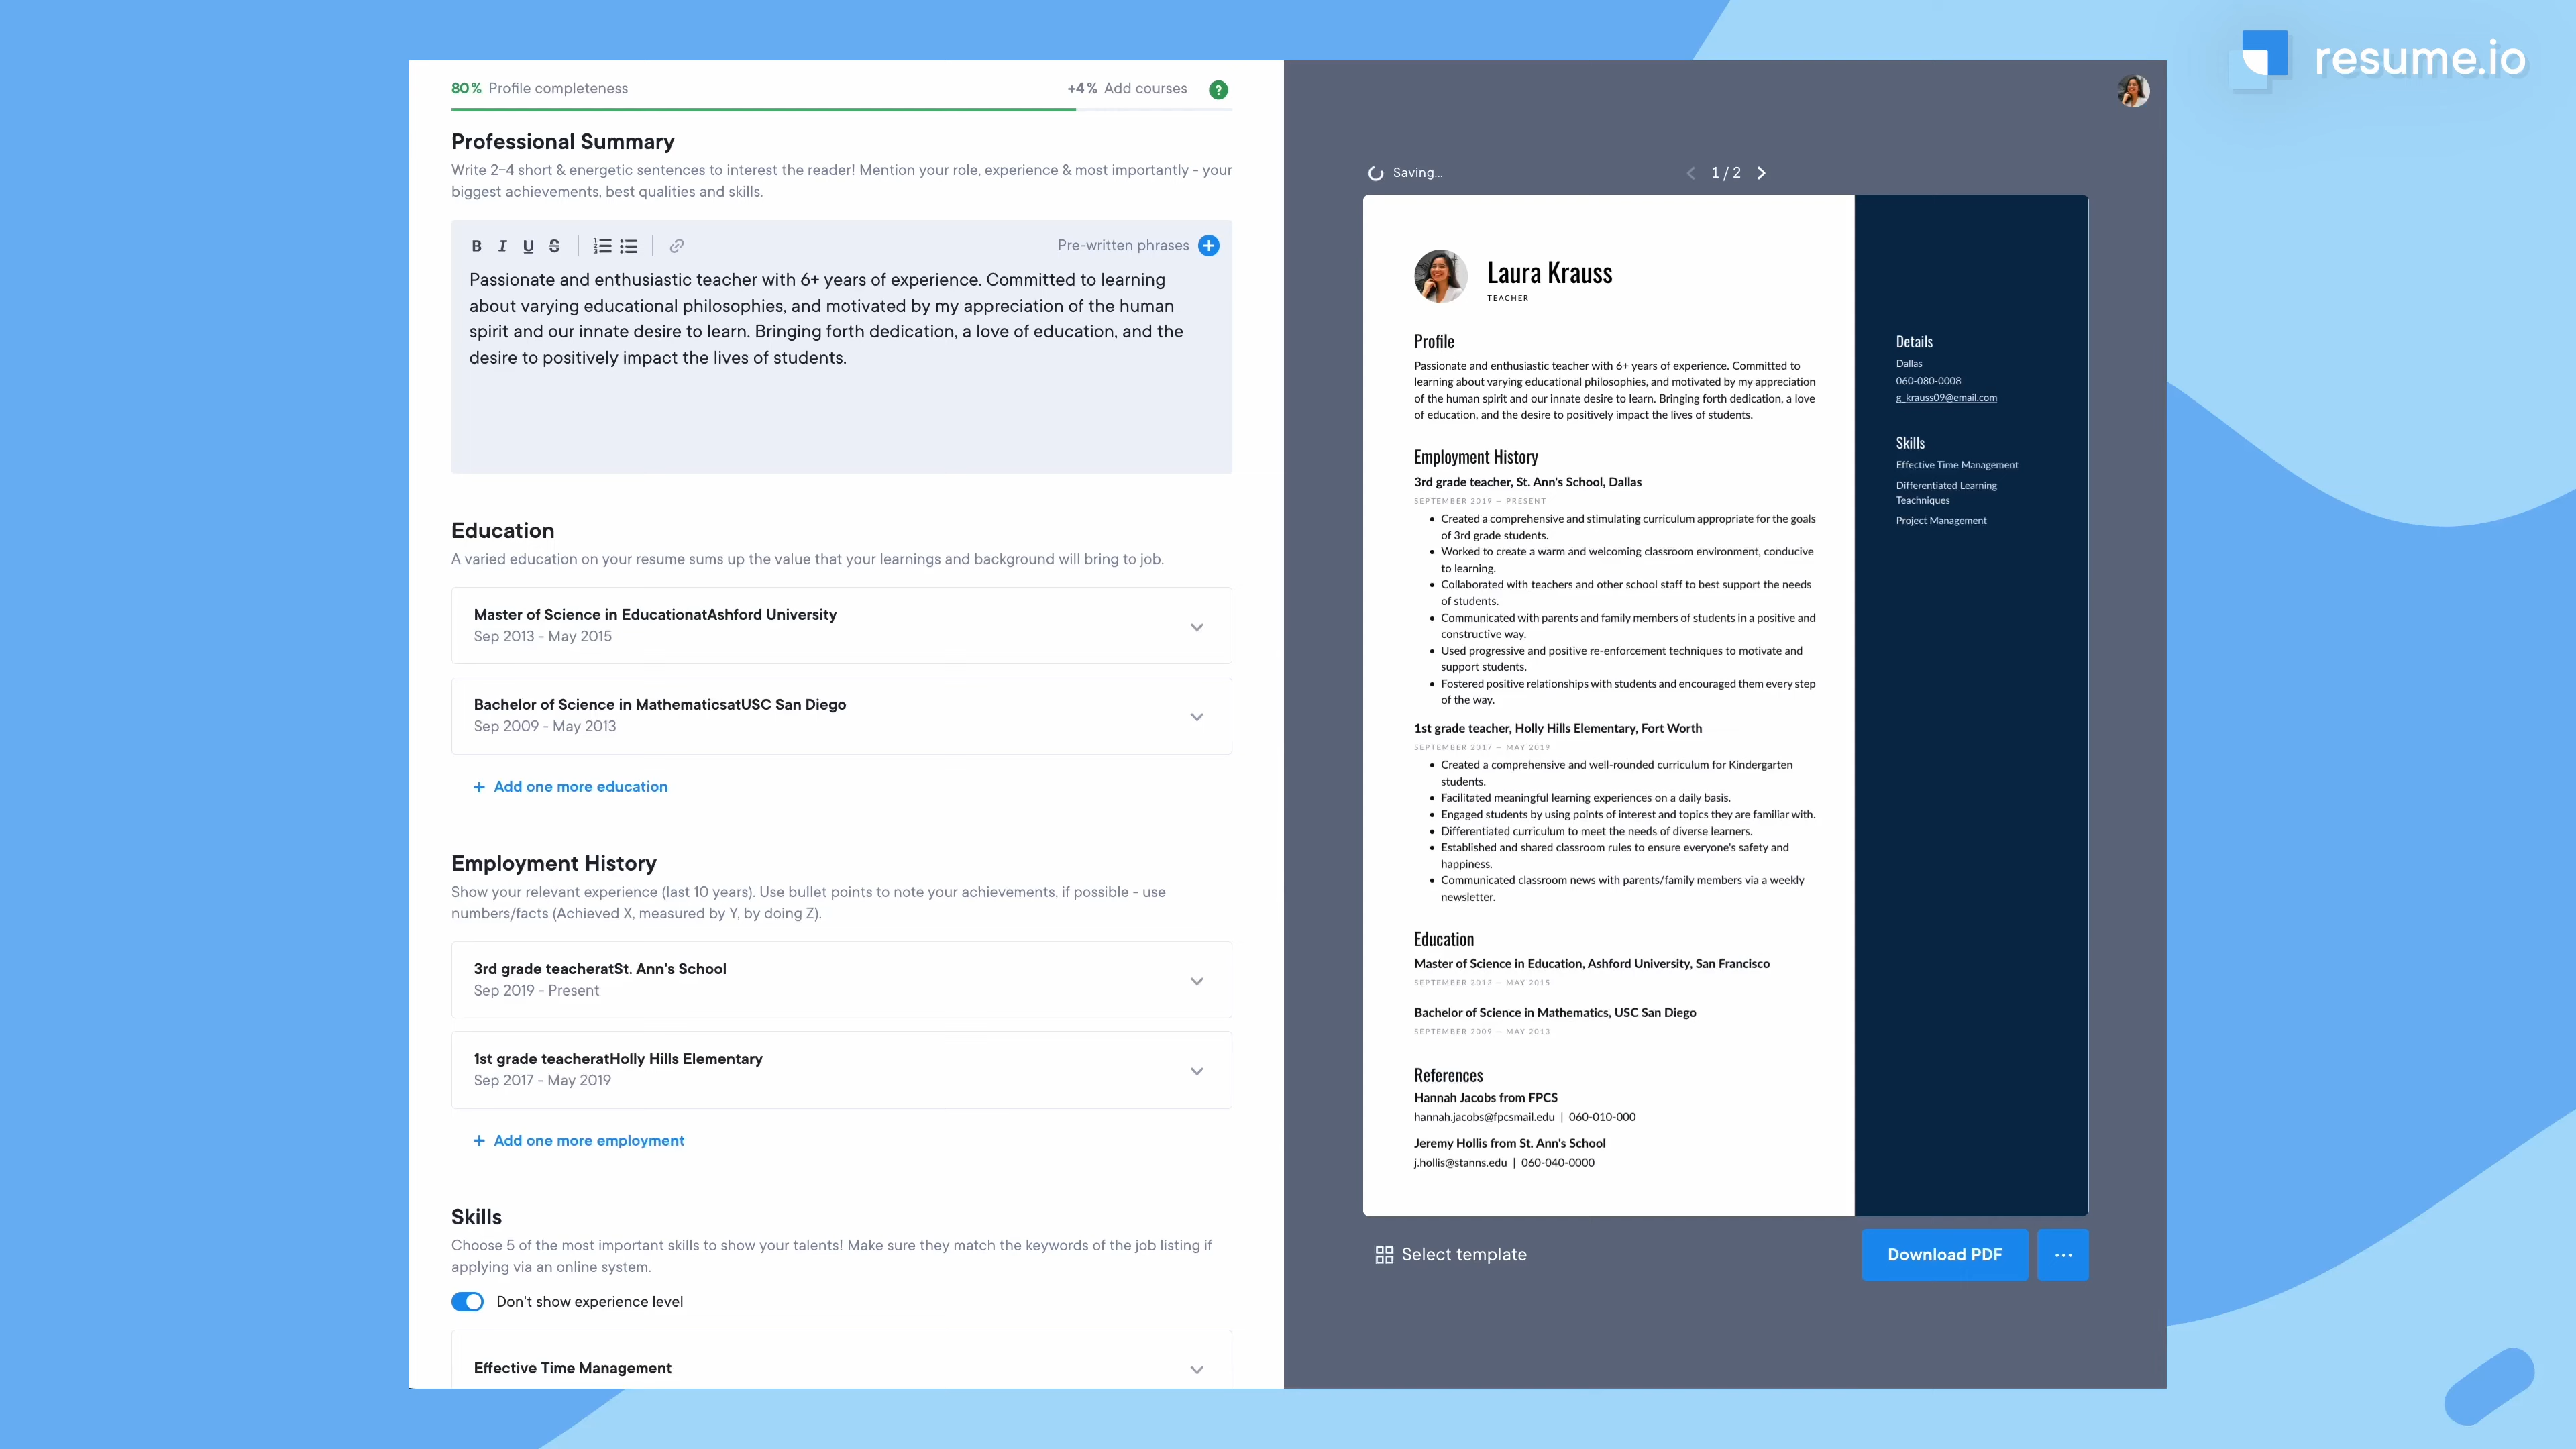 resume.io
80% Profile completeness
+4% Add courses
?
Professional Summary
Write 2-4 short & energetic sentences to interest the reader! Mention your role, experience & most importantly - your
biggest achievements, best qualities and skills.
B I U S
Pre-written phrases
Passionate and enthusiastic teacher with 6+ years of experience. Committed to learning
about varying educational philosophies, and motivated by my appreciation of the human
spirit and our innate desire to learn. Bringing forth dedication, a love of education, and the
desire to positively impact the lives of students.
Education
A varied education on your resume sums up the value that your learnings and background will bring to job.
Master of Science in EducationatAshford University
Sep 2013 - May 2015
Bachelor of Science in MathematicsatUSC San Diego
Sep 2009 - May 2013
+ Add one more education
Employment History
Show your relevant experience (last 10 years). Use bullet points to note your achievements, if possible - use
numbers/facts (Achieved X, measured by Y, by doing Z).
3rd grade teacheratSt. Ann's School
Sep 2019 - Present
1st grade teacheratHolly Hills Elementary
Sep 2017 - May 2019
+ Add one more employment
Skills
Choose 5 of the most important skills to show your talents! Make sure they match the keywords of the job listing if
applying via an online system.
Don't show experience level
Effective Time Management
Saving...
1 / 2
Laura Krauss
TEACHER
Profile
Passionate and enthusiastic teacher with 6+ years of experience. Committed to
learning about varying educational philosophies, and motivated by my appreciation
of the human spirit and our innate desire to learn. Bringing forth dedication, a love
of education, and the desire to positively impact the lives of students.
Employment History
3rd grade teacher, St. Ann's School, Dallas
SEPTEMBER 2019 — PRESENT
• Created a comprehensive and stimulating curriculum appropriate for the goals
of 3rd grade students.
• Worked to create a warm and welcoming classroom environment, conducive
to learning.
• Collaborated with teachers and other school staff to best support the needs
of students.
• Communicated with parents and family members of students in a positive and
constructive way.
• Used progressive and positive re-enforcement techniques to motivate and
support students.
• Fostered positive relationships with students and encouraged them every step
of the way.
1st grade teacher, Holly Hills Elementary, Fort Worth
SEPTEMBER 2017 — MAY 2019
• Created a comprehensive and well-rounded curriculum for Kindergarten
students.
• Facilitated meaningful learning experiences on a daily basis.
• Engaged students by using points of interest and topics they are familiar with.
• Differentiated curriculum to meet the needs of diverse learners.
• Established and shared classroom rules to ensure everyone's safety and
happiness.
• Communicated classroom news with parents/family members via a weekly
newsletter.
Education
Master of Science in Education, Ashford University, San Francisco
SEPTEMBER 2013 — MAY 2015
Bachelor of Science in Mathematics, USC San Diego
SEPTEMBER 2009 — MAY 2013
References
Hannah Jacobs from FPCS
hannah.jacobs@fpcsmail.edu | 060-010-000
Jeremy Hollis from St. Ann's School
j.hollis@stanns.edu | 060-040-0000
Details
Dallas
060-080-0008
g_krauss09@email.com
Skills
Effective Time Management
Differentiated Learning
Teachniques
Project Management
Select template
Download PDF
...